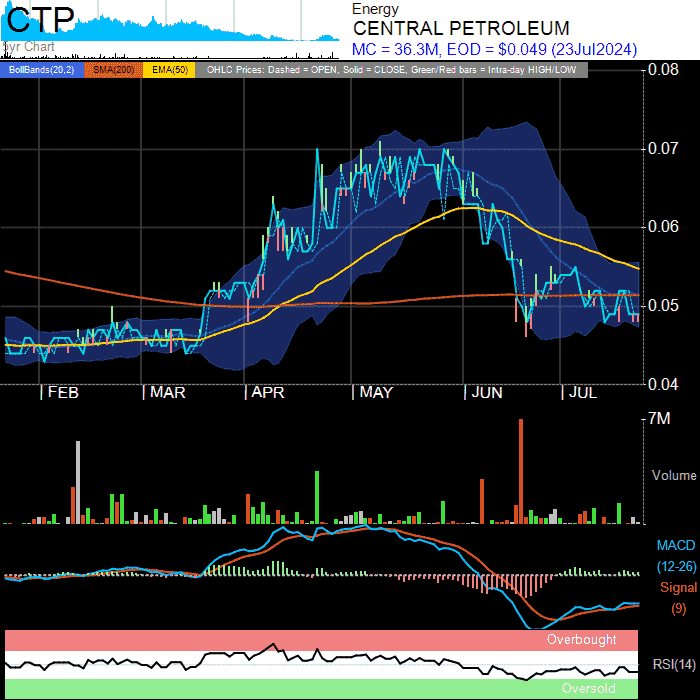 CTP
5yr Chart
Energy
CENTRAL PETROLEUM
MC = 36.3M, EOD = $0.049 (23Jul2024)
BollBands(20,2) SMA(200) EMA(50) OHLC Prices: Dashed = OPEN, Solid = CLOSE, Green/Red bars = Intra-day HIGH/LOW
0.08
0.07
0.06
0.05
0.04
FEB MAR APR MAY JUN JUL
7M
Volume
MACD
(12-26)
Signal
(9)
Overbought
RSI(14)
Oversold